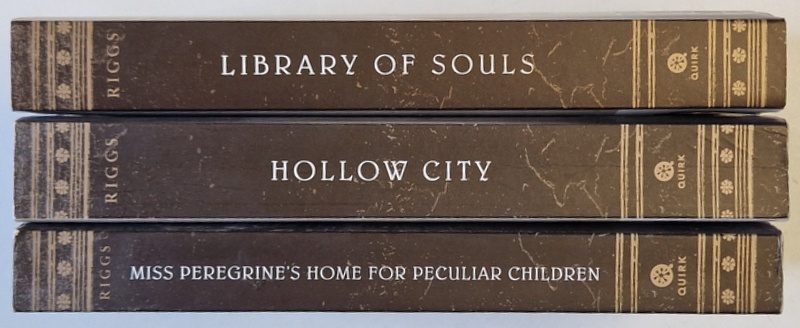 RIGGS
LIBRARY OF SOULS
QUIRK
RIGGS
HOLLOW CITY
QUIRK
RIGGS
MISS PEREGRINE'S HOME FOR PECULIAR CHILDREN
QUIRK